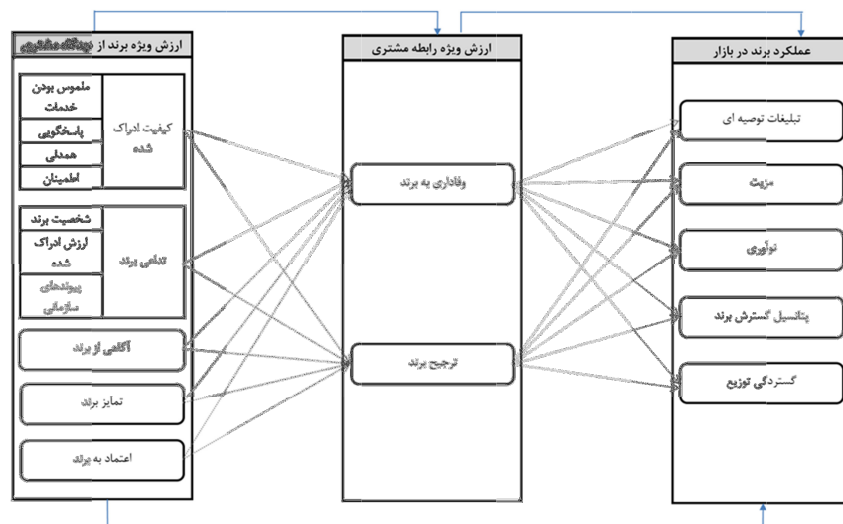 ارزش ویژه برند از دیدگاه مشتری
ملموس بودن
خدمات
پاسخگویی
همدلی
اطمینان
کیفیت ادراک
شده
شخصیت برند
ارزش ادراک
شده
پیوندهای
سازمانی
تداعی برند
آگاهی از برند
تمایز برند
اعتماد به برند
ارزش ویژه رابطه مشتری
وفاداری به برند
ترجیح برند
عملکرد برند در بازار
تبلیغات توصیه ای
مزیت
نوآوری
پتانسیل گسترش برند
گستردگی توزیع